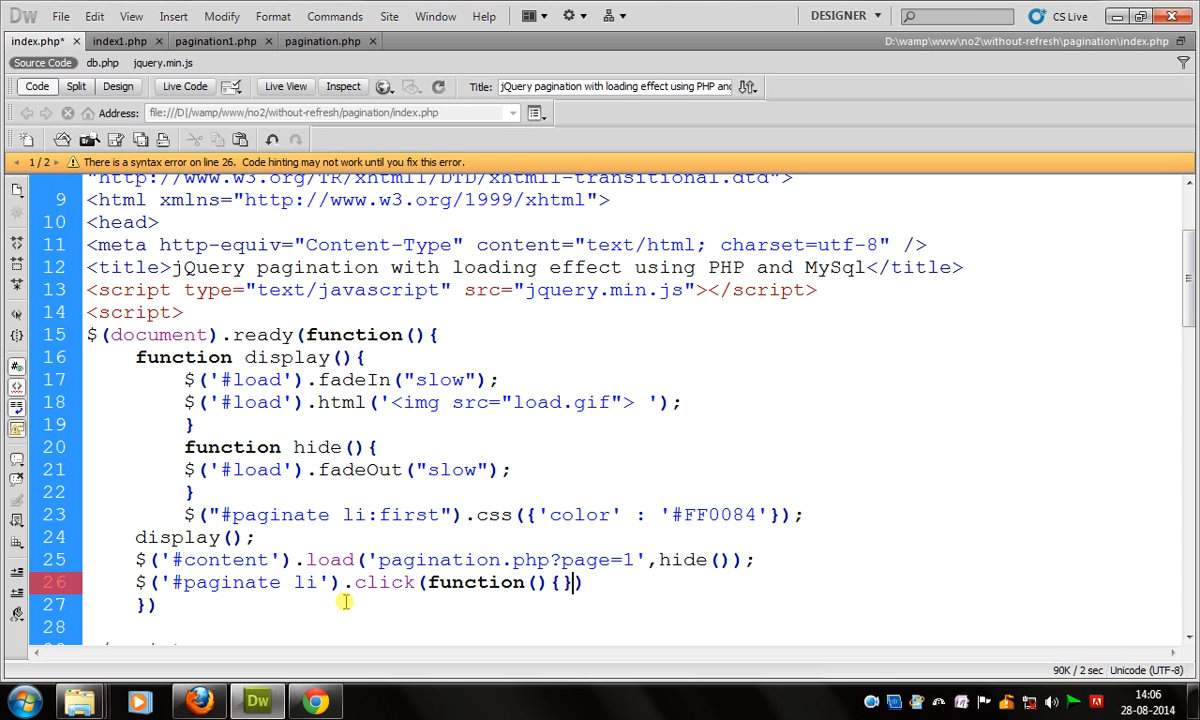 Dw File Edit View Insert Modify Format Commands Site Window Help DESIGNER CS Live
index.php* index1.php pagination1.php pagination.php D:\wamp\www\no2\without-refresh\pagination\index.php
Source Code db.php jquery.min.js
Code Split Design Live Code Live View Inspect Title: jQuery pagination with loading effect using PHP and
Address: file:///D|/wamp/www/no2/without-refresh/pagination/index.php
1 / 2 There is a syntax error on line 26. Code hinting may not work until you fix this error.
"http://www.w3.org/TR/xhtml1/DTD/xhtml1-transitional.dtd">
9 <html xmlns="http://www.w3.org/1999/xhtml">
10 <head>
11 <meta http-equiv="Content-Type" content="text/html; charset=utf-8" />
12 <title>jQuery pagination with loading effect using PHP and MySql</title>
13 <script type="text/javascript" src="jquery.min.js"></script>
14 <script>
15 $(document).ready(function(){
16 function display(){
17 $('#load').fadeIn("slow");
18 $('#load').html('<img src="load.gif"> ');
19 }
20 function hide(){
21 $('#load').fadeOut("slow");
22 }
23 $("#paginate li:first").css({'color' : '#FF0084'});
24 display();
25 $('#content').load('pagination.php?page=1',hide());
26 $('#paginate li').click(function(){})
27 })
28
90K / 2 sec Unicode (UTF-8)
Dw 14:06
28-08-2014